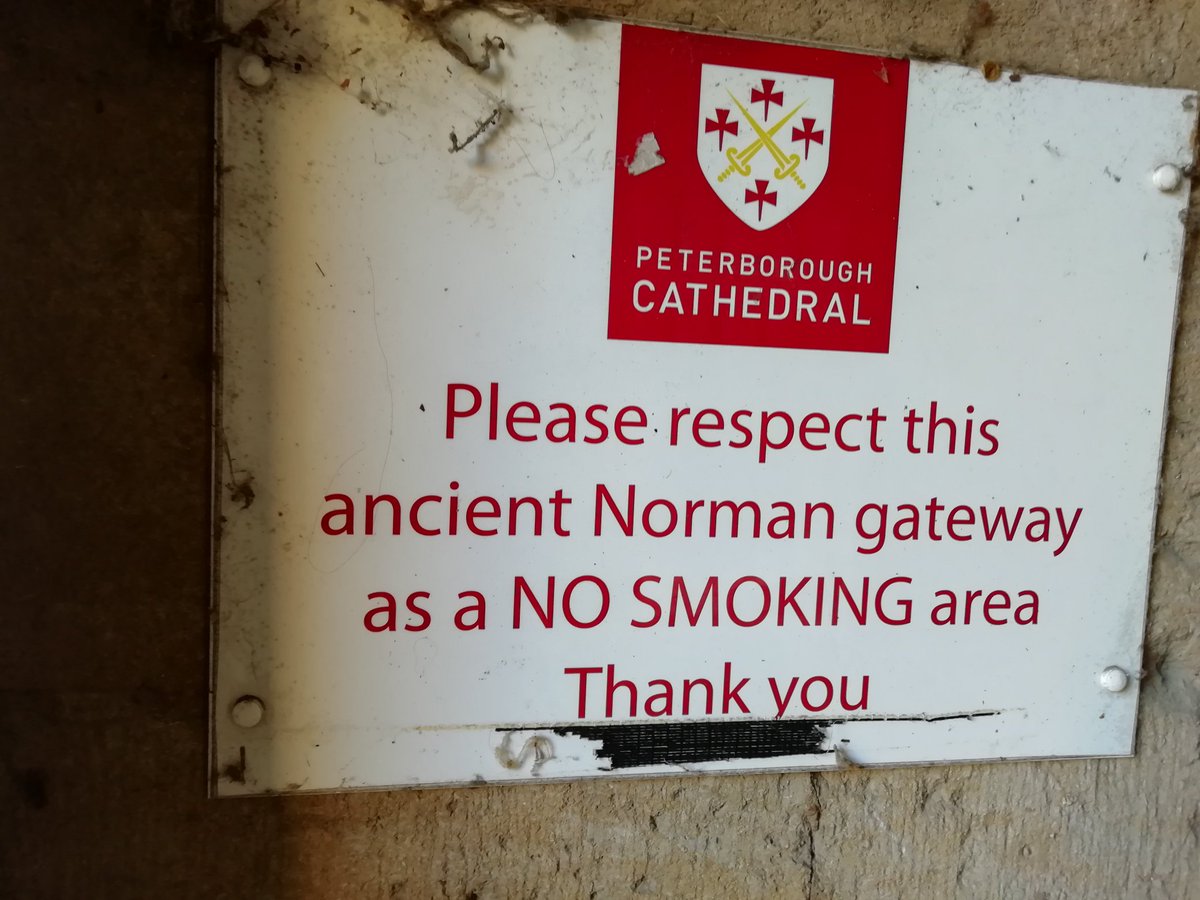 PETERBOROUGH
CATHEDRAL
Please respect this
ancient Norman gateway
as a NO SMOKING area
Thank you